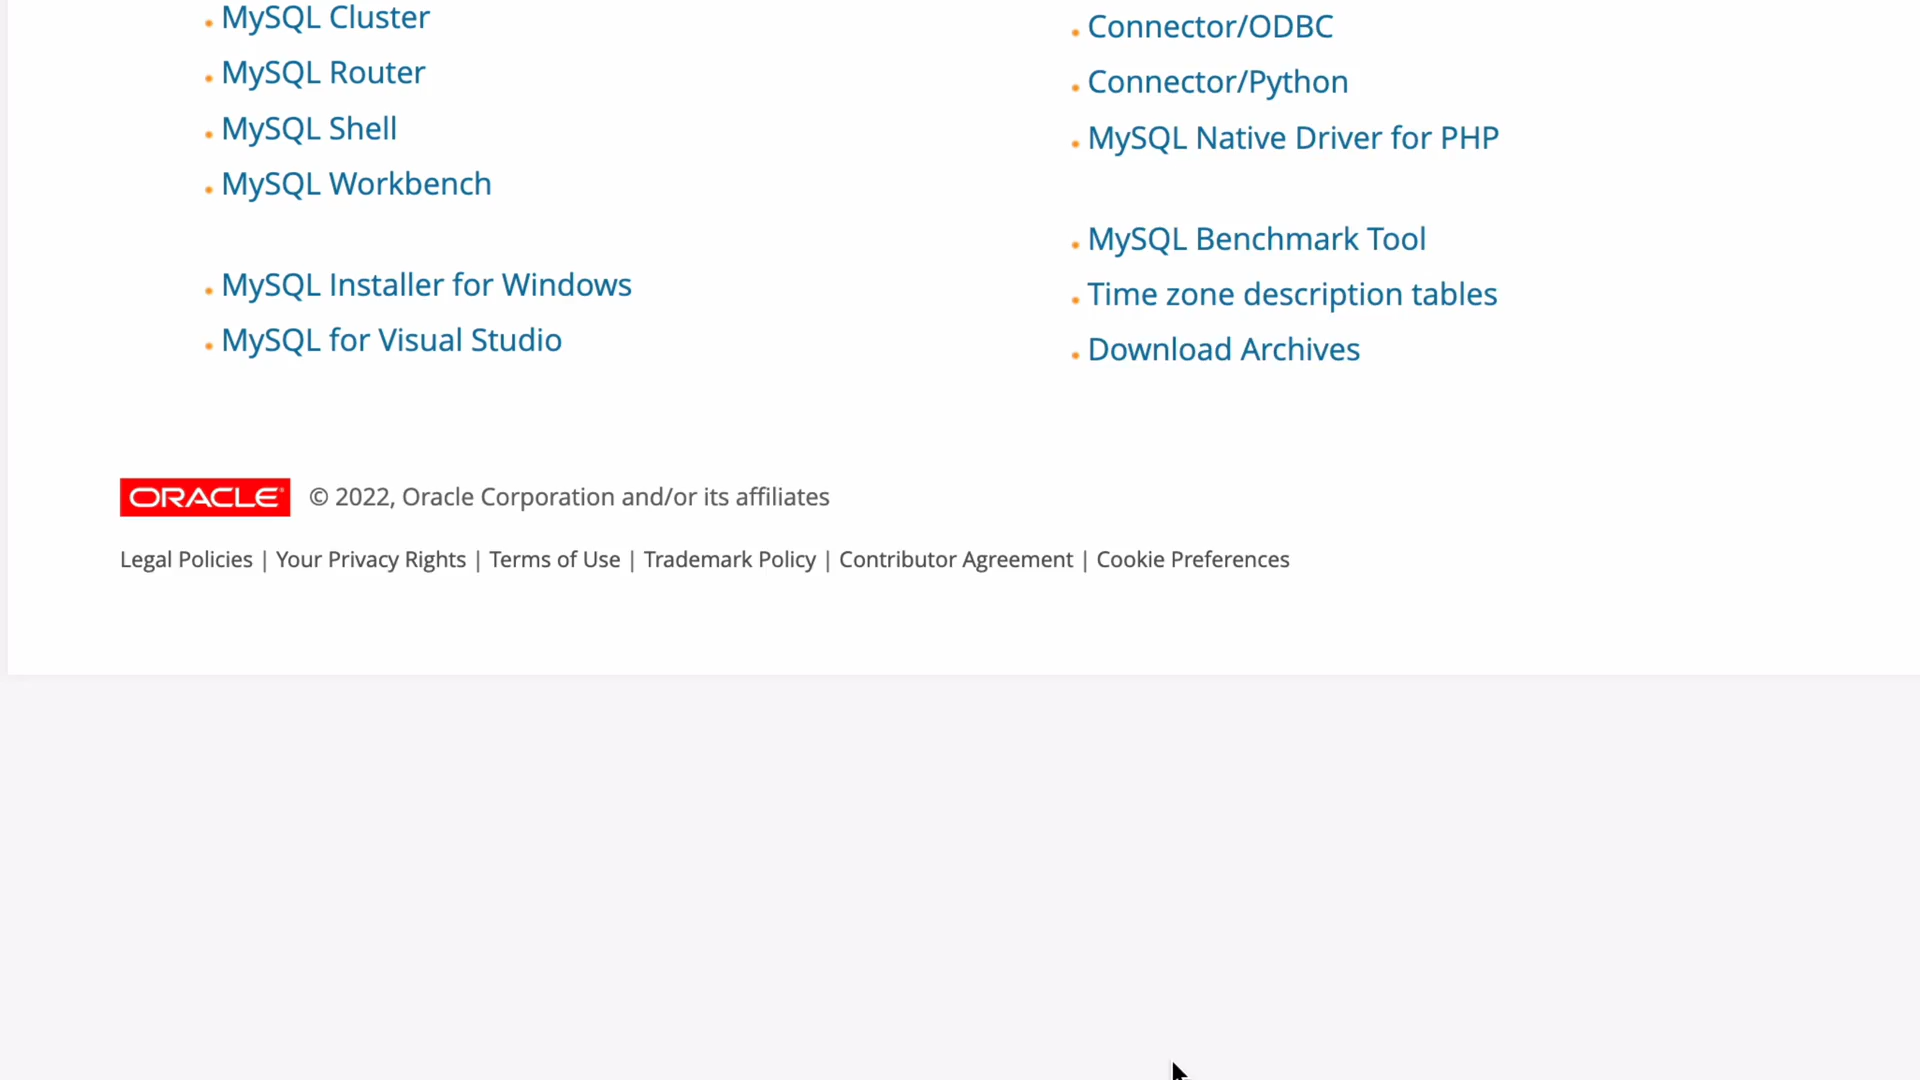 MySQL Cluster
MySQL Router
MySQL Shell
MySQL Workbench
MySQL Installer for Windows
MySQL for Visual Studio
Connector/ODBC
Connector/Python
MySQL Native Driver for PHP
MySQL Benchmark Tool
Time zone description tables
Download Archives
ORACLE © 2022, Oracle Corporation and/or its affiliates
Legal Policies | Your Privacy Rights | Terms of Use | Trademark Policy | Contributor Agreement | Cookie Preferences